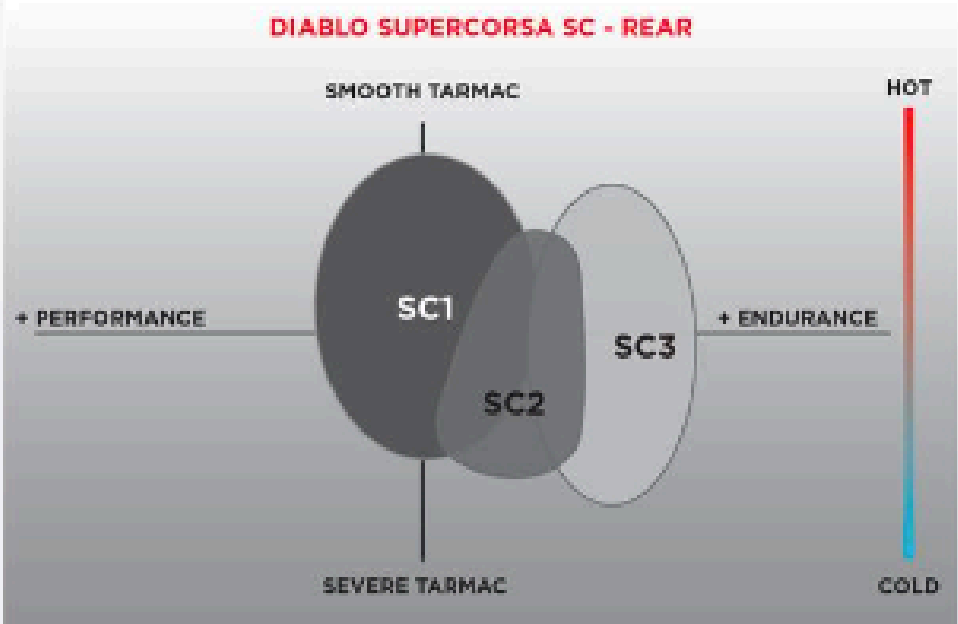 DIABLO SUPERCORSA SC - REAR
SMOOTH TARMAC
HOT
SC1
+ PERFORMANCE
+ ENDURANCE
SC3
SC2
SEVERE TARMAC
COLD